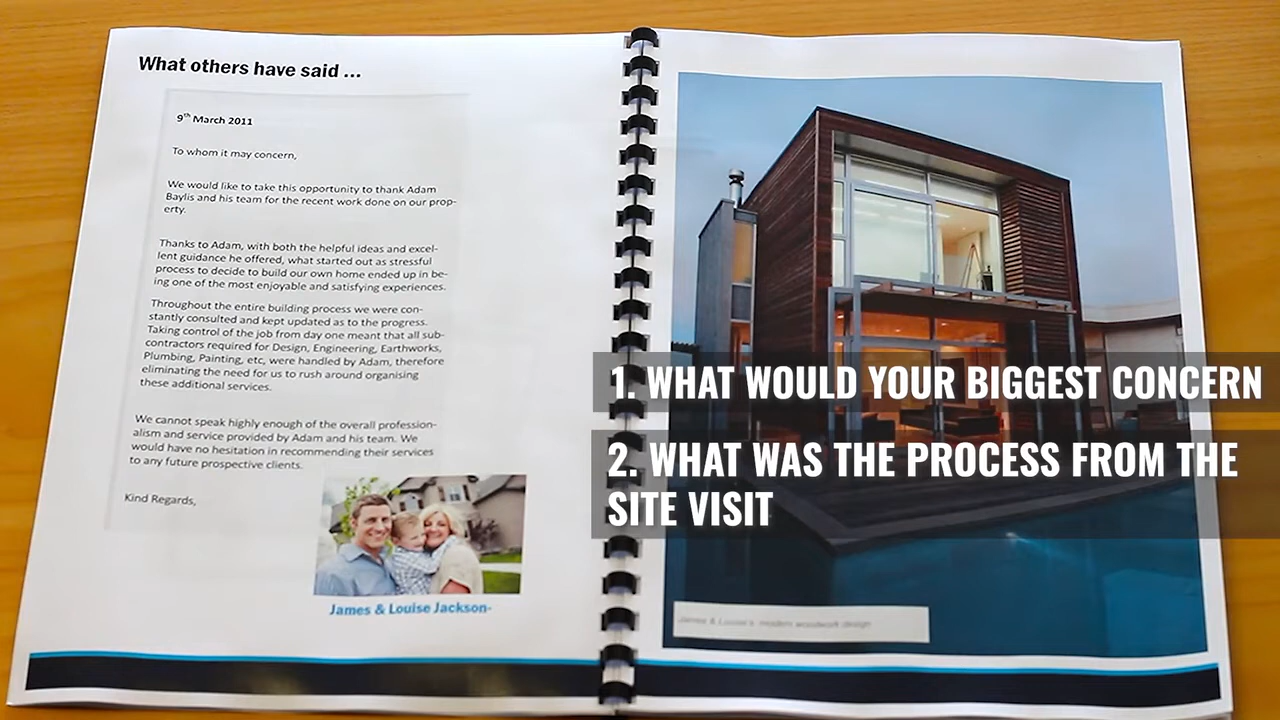 What others have said ...
9th March 2011
To whom it may concern,
We would like to take this opportunity to thank Adam
Baylis and his team for the recent work done on our prop-
erty.
Thanks to Adam, with both the helpful ideas and excel-
lent guidance he offered, what started out as stressful
process to decide to build our own home ended up in be-
ing one of the most enjoyable and satisfying experiences.
Throughout the entire building process we were con-
stantly consulted and kept updated as to the progress.
Taking control of the job from day one meant that all sub-
contractors required for Design, Engineering, Earthworks,
Plumbing, Painting, etc, were handled by Adam, therefore
eliminating the need for us to rush around organising
these additional services.
We cannot speak highly enough of the overall profession-
alism and service provided by Adam and his team. We
would have no hesitation in recommending their services
to any future prospective clients.
Kind Regards,
James & Louise Jackson-
1. WHAT WOULD YOUR BIGGEST CONCERN
2. WHAT WAS THE PROCESS FROM THE
SITE VISIT
James & Louise's modern woodwork design